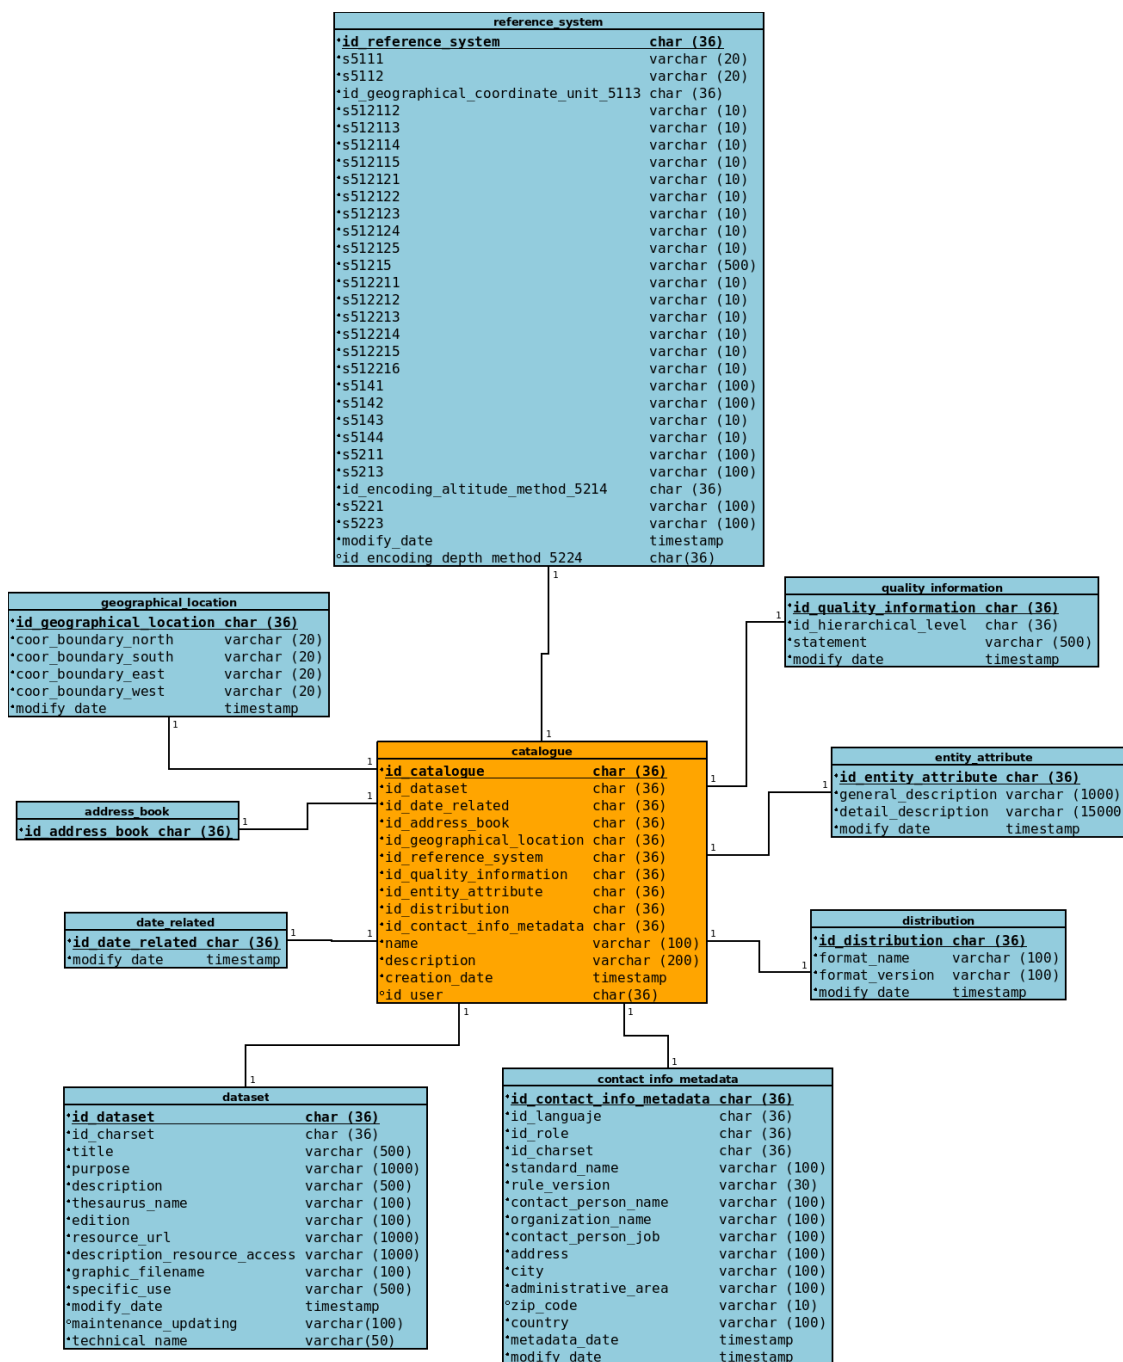 reference_system
id_reference_system char (36)
s5111 varchar (20)
s5112 varchar (20)
id_geographical_coordinate_unit_5113 char (36)
s512112 varchar (10)
s512113 varchar (10)
s512114 varchar (10)
s512115 varchar (10)
s512121 varchar (10)
s512122 varchar (10)
s512123 varchar (10)
s512124 varchar (10)
s512125 varchar (10)
s51215 varchar (500)
s512211 varchar (10)
s512212 varchar (10)
s512213 varchar (10)
s512214 varchar (10)
s512215 varchar (10)
s512216 varchar (10)
s5141 varchar (100)
s5142 varchar (100)
s5143 varchar (10)
s5144 varchar (10)
s5211 varchar (100)
s5213 varchar (100)
id_encoding_altitude_method_5214 char (36)
s5221 varchar (100)
s5223 varchar (100)
modify_date timestamp
id_encoding_depth_method_5224 char(36)
1
1
geographical_location
id_geographical_location char (36)
coor_boundary_north varchar (20)
coor_boundary_south varchar (20)
coor_boundary_east varchar (20)
coor_boundary_west varchar (20)
modify_date timestamp
1
1
quality_information
id_quality_information char (36)
id_hierarchical_level char (36)
statement varchar (500)
modify_date timestamp
1
1
address_book
id_address_book char (36)
1
1
catalogue
id_catalogue char (36)
id_dataset char (36)
id_date_related char (36)
id_address_book char (36)
id_geographical_location char (36)
id_reference_system char (36)
id_quality_information char (36)
id_entity_attribute char (36)
id_distribution char (36)
id_contact_info_metadata char (36)
name varchar (100)
description varchar (200)
creation_date timestamp
id_user char(36)
entity_attribute
id_entity_attribute char (36)
general_description varchar (1000)
detail_description varchar (15000
modify_date timestamp
1
1
date_related
id_date_related char (36)
modify_date timestamp
1
1
distribution
id_distribution char (36)
format_name varchar (100)
format_version varchar (100)
modify_date timestamp
1
1
1
1
dataset
id_dataset char (36)
id_charset char (36)
title varchar (500)
purpose varchar (1000)
description varchar (500)
thesaurus_name varchar (100)
edition varchar (100)
resource_url varchar (1000)
description_resource_access varchar (1000)
graphic_filename varchar (100)
specific_use varchar (500)
modify_date timestamp
maintenance_updating varchar(100)
technical_name varchar(50)
1
1
contact_info_metadata
id_contact_info_metadata char (36)
id_languaje char (36)
id_role char (36)
id_charset char (36)
standard_name varchar (100)
rule_version varchar (30)
contact_person_name varchar (100)
organization_name varchar (100)
contact_person_job varchar (100)
address varchar (100)
city varchar (100)
administrative_area varchar (100)
zip_code varchar (10)
country varchar (100)
metadata_date timestamp
modify_date timestamp